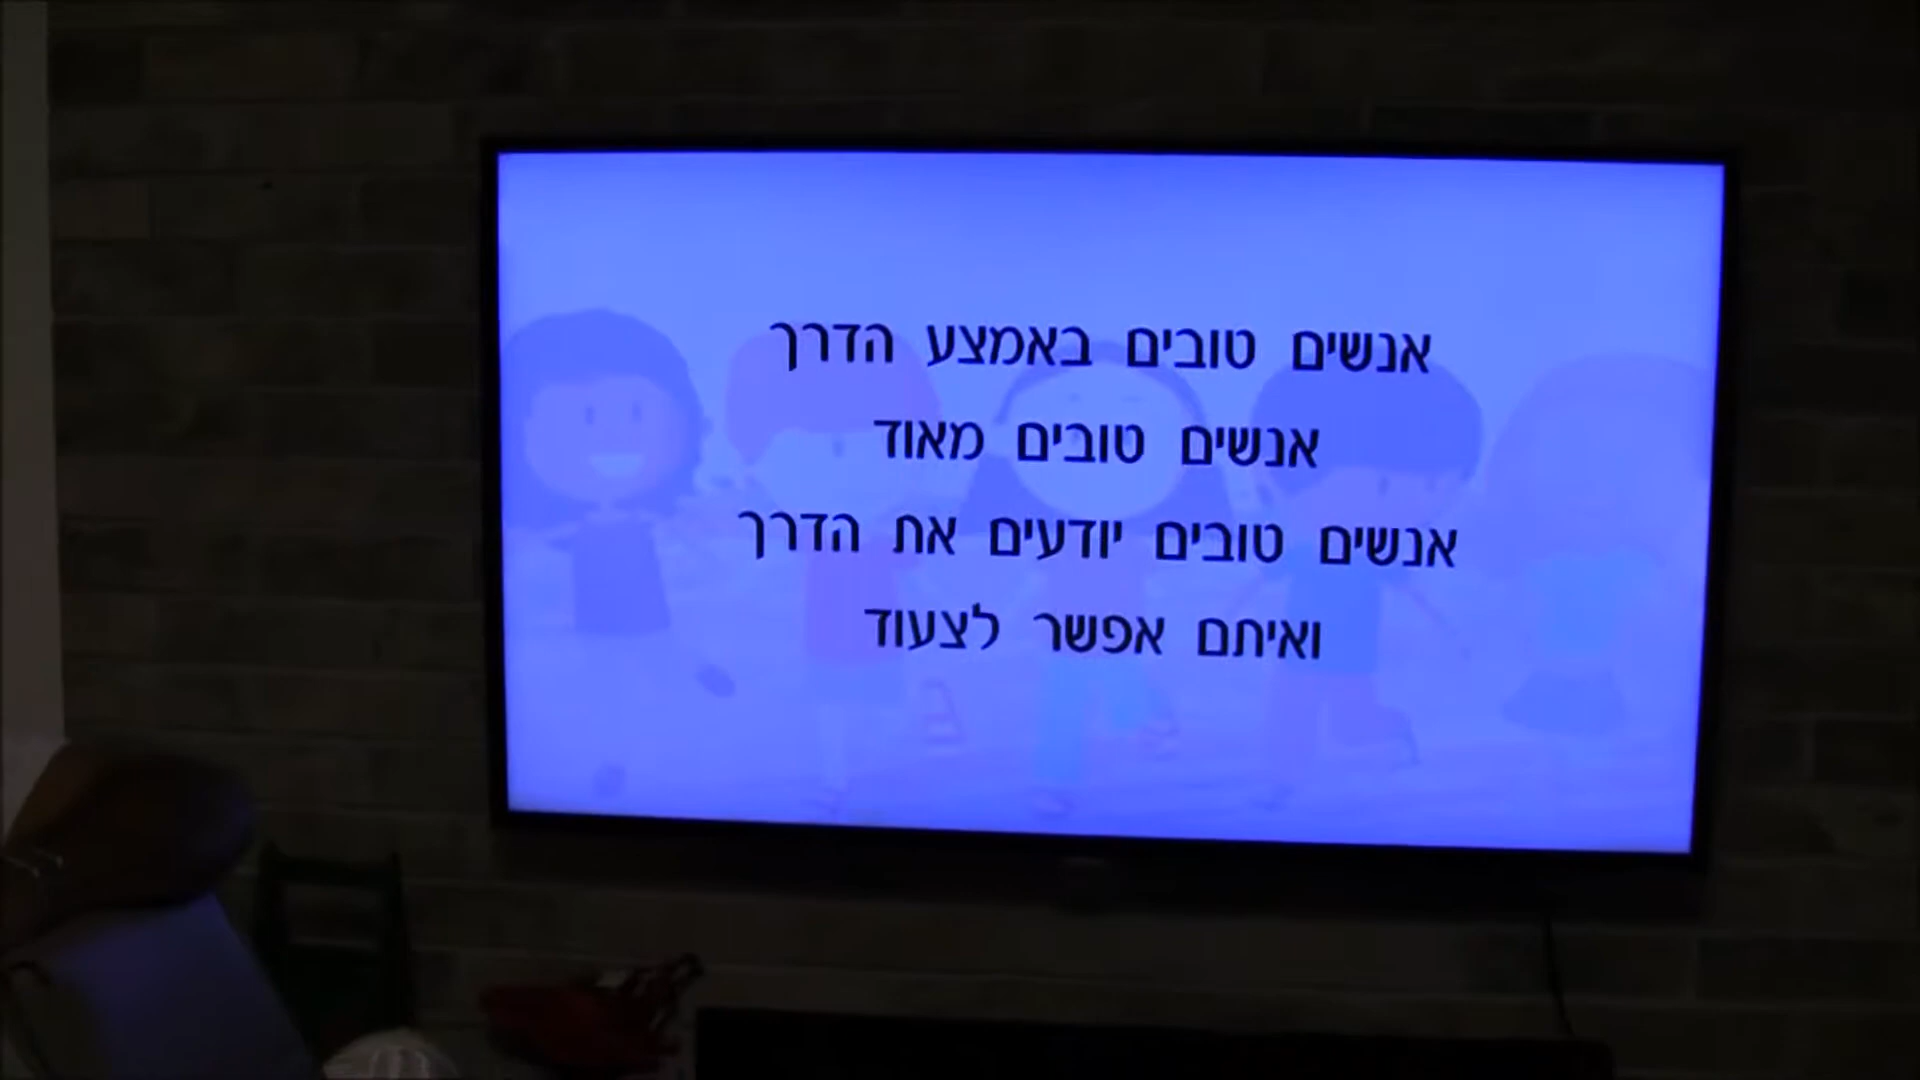 אנשים טובים באמצע הדרך
אנשים טובים מאוד
אנשים טובים יודעים את הדרך
ואיתם אפשר לצעוד